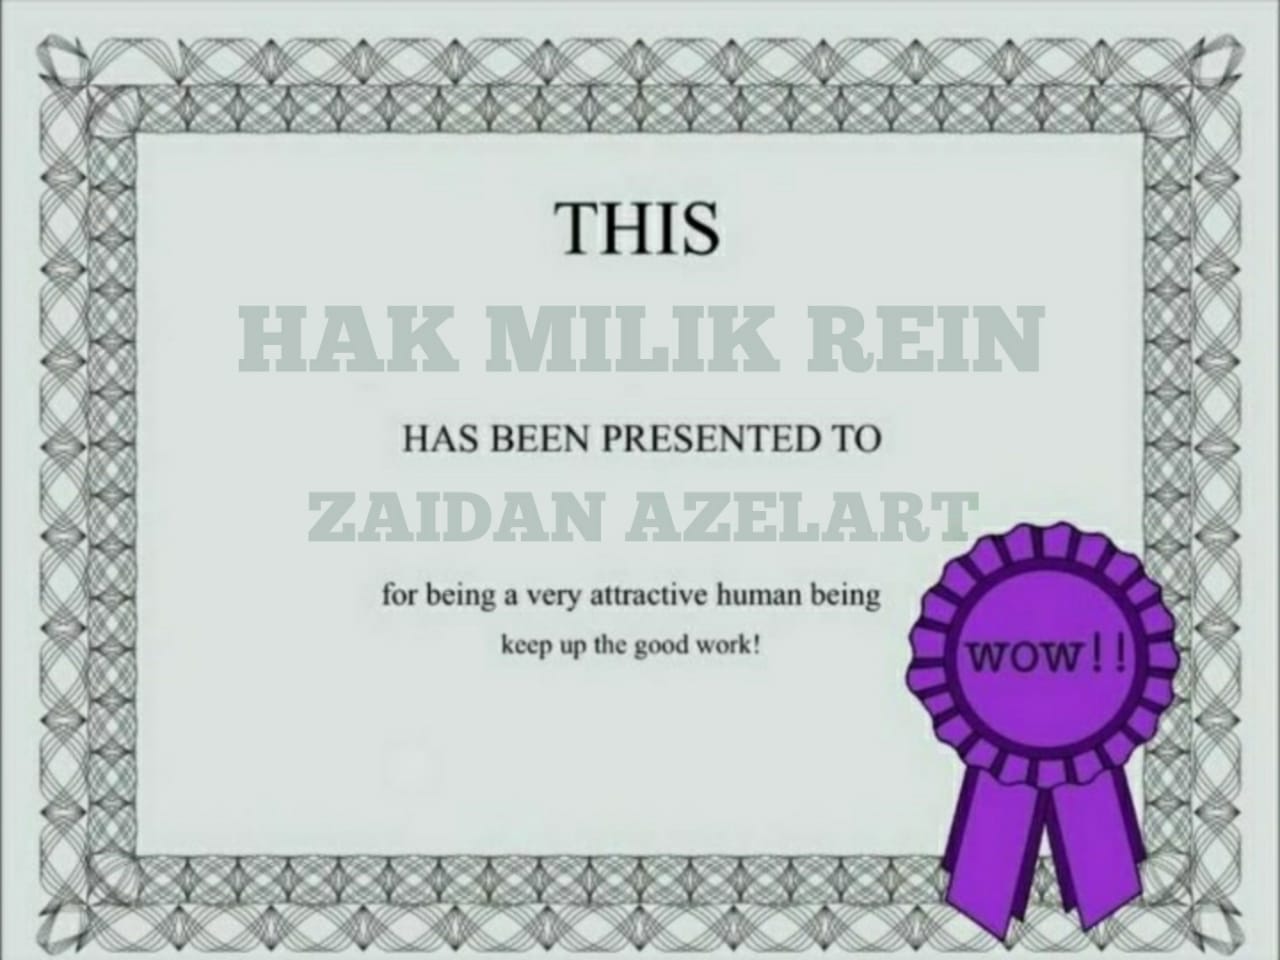 THIS
HAK MILIK REIN
HAS BEEN PRESENTED TO
ZAIDAN AZELART
for being a very attractive human being
keep up the good work!
wow!!